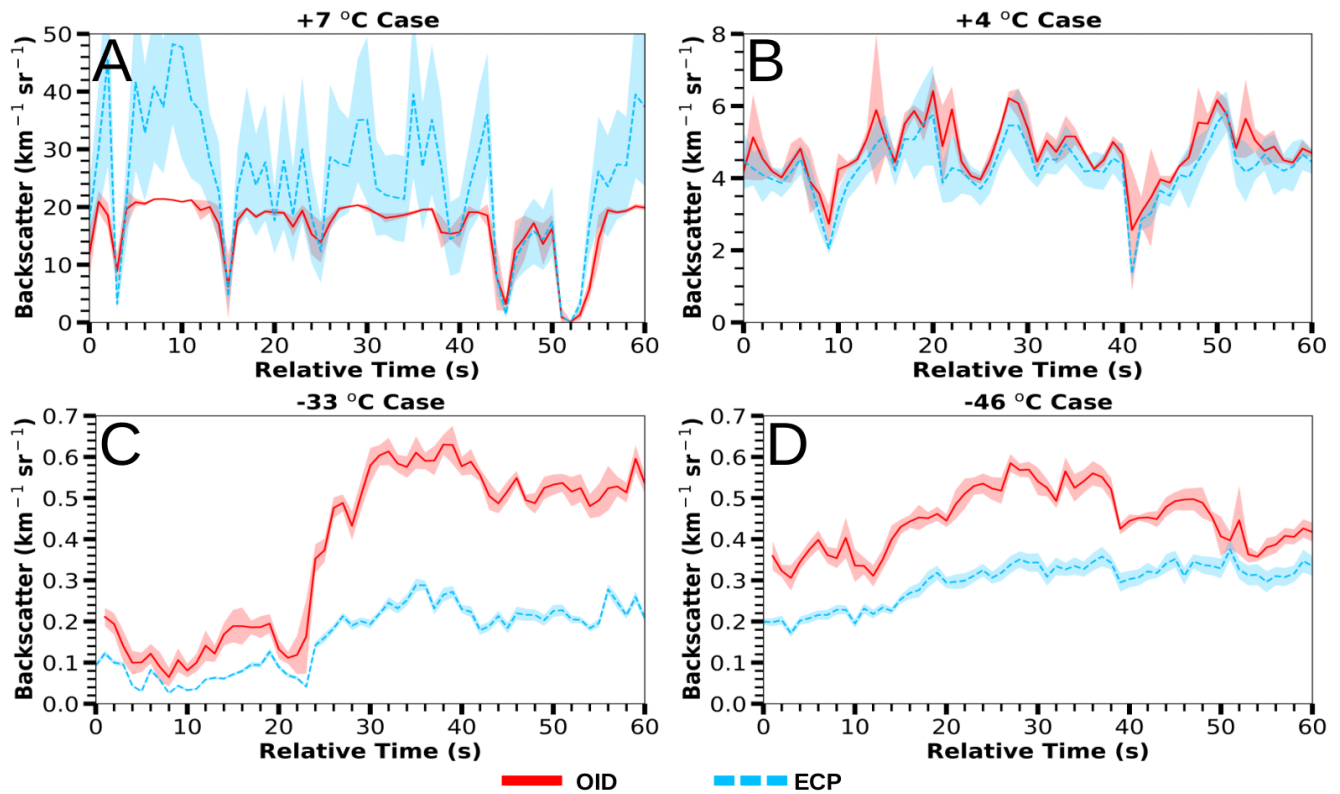 +7 °C Case
A
Backscatter (km−1 sr−1)
50
40
30
20
10
0
0 10 20 30 40 50 60
Relative Time (s)
+4 °C Case
B
Backscatter (km−1 sr−1)
8
6
4
2
0
0 10 20 30 40 50 60
Relative Time (s)
-33 °C Case
C
Backscatter (km−1 sr−1)
0.7
0.6
0.5
0.4
0.3
0.2
0.1
0.0
0 10 20 30 40 50 60
Relative Time (s)
-46 °C Case
D
Backscatter (km−1 sr−1)
0.7
0.6
0.5
0.4
0.3
0.2
0.1
0.0
0 10 20 30 40 50 60
Relative Time (s)
OID ECP